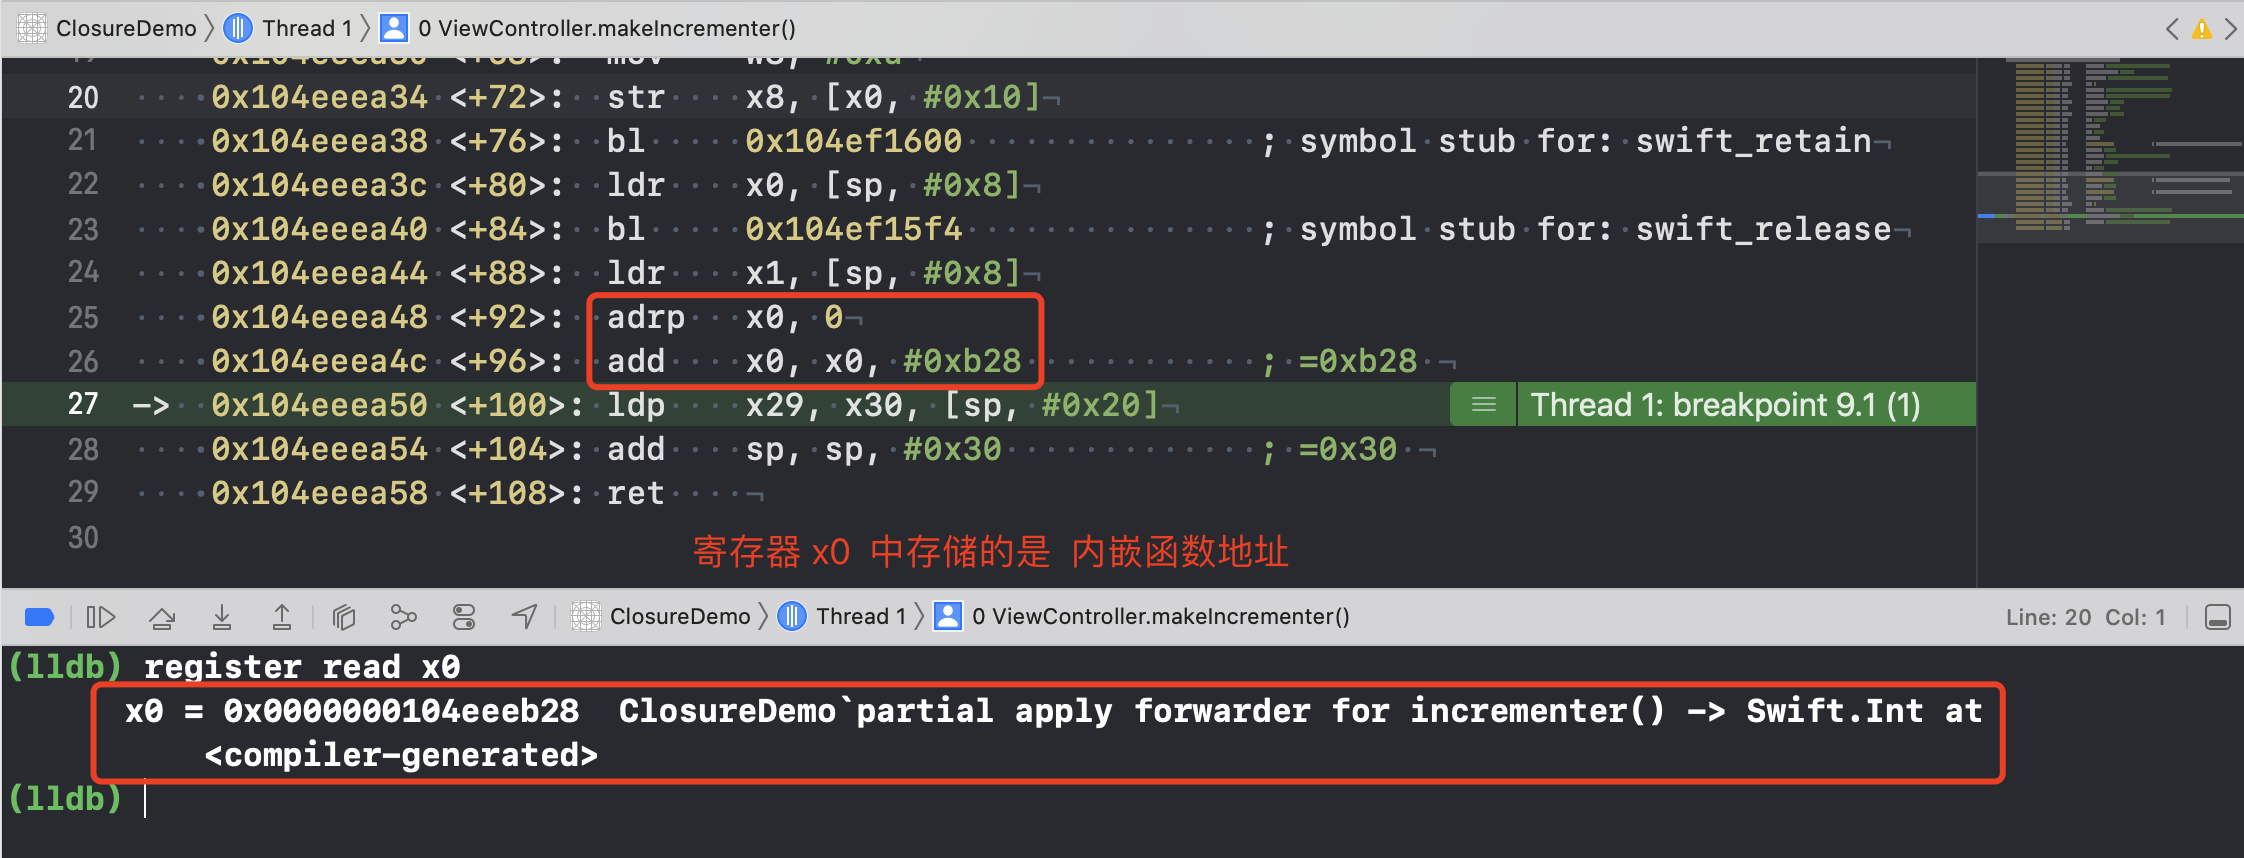 ClosureDemo Thread 1 0 ViewController.makeIncrementer()
20 0x104eeea34 <+72>: str x8, [x0, #0x10]
21 0x104eeea38 <+76>: bl 0x104ef1600 ; symbol stub for: swift_retain
22 0x104eeea3c <+80>: ldr x0, [sp, #0x8]
23 0x104eeea40 <+84>: bl 0x104ef15f4 ; symbol stub for: swift_release
24 0x104eeea44 <+88>: ldr x1, [sp, #0x8]
25 0x104eeea48 <+92>: adrp x0, 0
26 0x104eeea4c <+96>: add x0, x0, #0xb28 ; =0xb28
27 -> 0x104eeea50 <+100>: ldp x29, x30, [sp, #0x20] Thread 1: breakpoint 9.1 (1)
28 0x104eeea54 <+104>: add sp, sp, #0x30 ; =0x30
29 0x104eeea58 <+108>: ret
30
寄存器 x0 中存储的是 内嵌函数地址
ClosureDemo Thread 1 0 ViewController.makeIncrementer() Line: 20 Col: 1
(lldb) register read x0
x0 = 0x0000000104eeeb28 ClosureDemo`partial apply forwarder for incrementer() -> Swift.Int at
<compiler-generated>
(lldb)